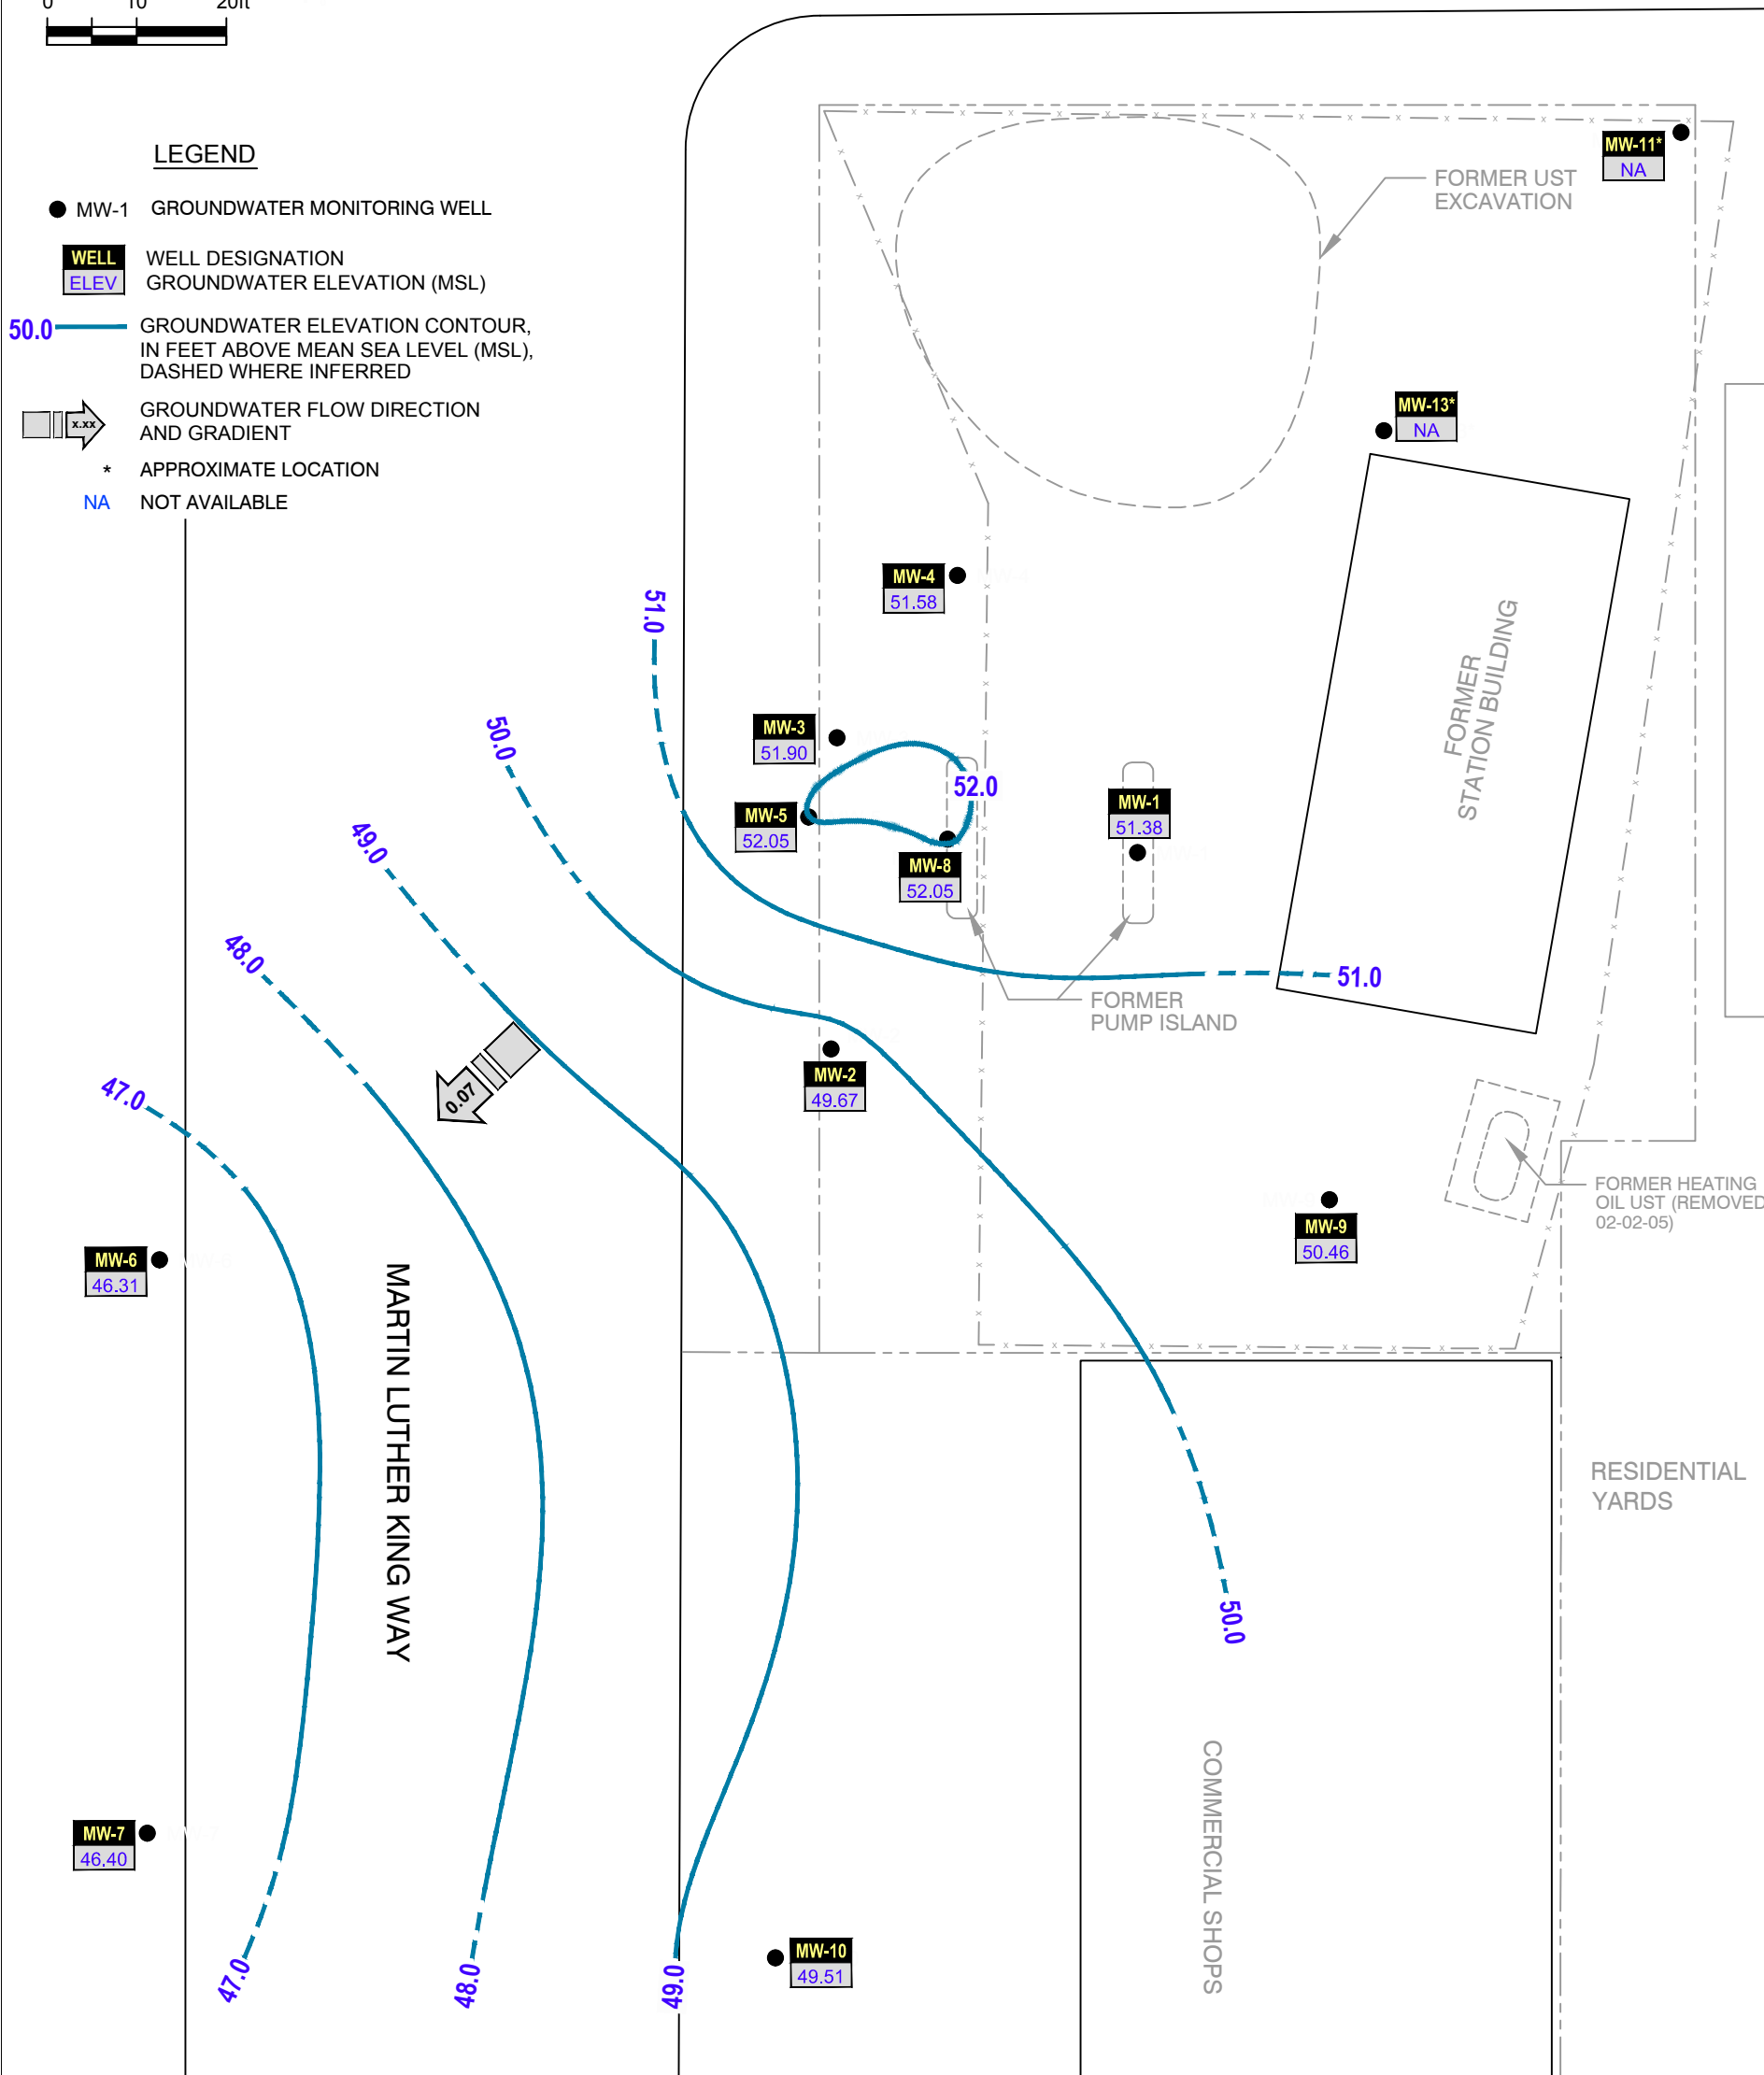 0 10 20ft
LEGEND
MW-1 GROUNDWATER MONITORING WELL
WELL WELL DESIGNATION
ELEV GROUNDWATER ELEVATION (MSL)
50.0 GROUNDWATER ELEVATION CONTOUR,
IN FEET ABOVE MEAN SEA LEVEL (MSL),
DASHED WHERE INFERRED
x.xx GROUNDWATER FLOW DIRECTION
AND GRADIENT
* APPROXIMATE LOCATION
NA NOT AVAILABLE
MW-11*
NA
FORMER UST
EXCAVATION
MW-13*
NA
MW-4
51.58
51.0
FORMER
STATION BUILDING
50.0
MW-3
51.90
52.0
MW-5
52.05
MW-1
51.38
49.0
MW-8
52.05
48.0
51.0
FORMER
PUMP ISLAND
47.0
0.07
MW-2
49.67
FORMER HEATING
OIL UST (REMOVED
02-02-05)
MW-9
50.46
MW-6
46.31
MARTIN LUTHER KING WAY
RESIDENTIAL
YARDS
50.0
COMMERCIAL SHOPS
MW-7
46.40
MW-10
49.51
47.0
48.0
49.0